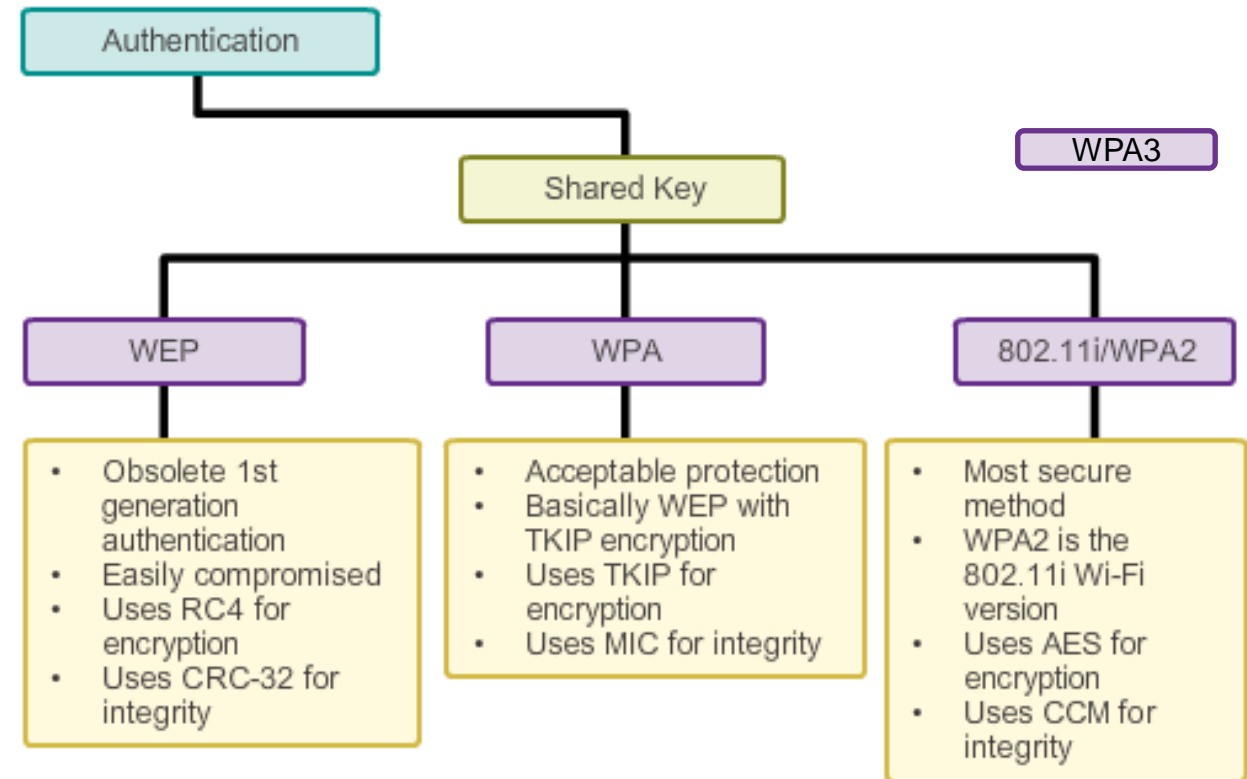 Authentication
WPA3
Shared Key
WEP
WPA
802.11i/WPA2
• Obsolete 1st
generation
authentication
• Easily compromised
• Uses RC4 for
encryption
• Uses CRC-32 for
integrity
• Acceptable protection
• Basically WEP with
TKIP encryption
• Uses TKIP for
encryption
• Uses MIC for integrity
• Most secure
method
• WPA2 is the
802.11i Wi-Fi
version
• Uses AES for
encryption
• Uses CCM for
integrity